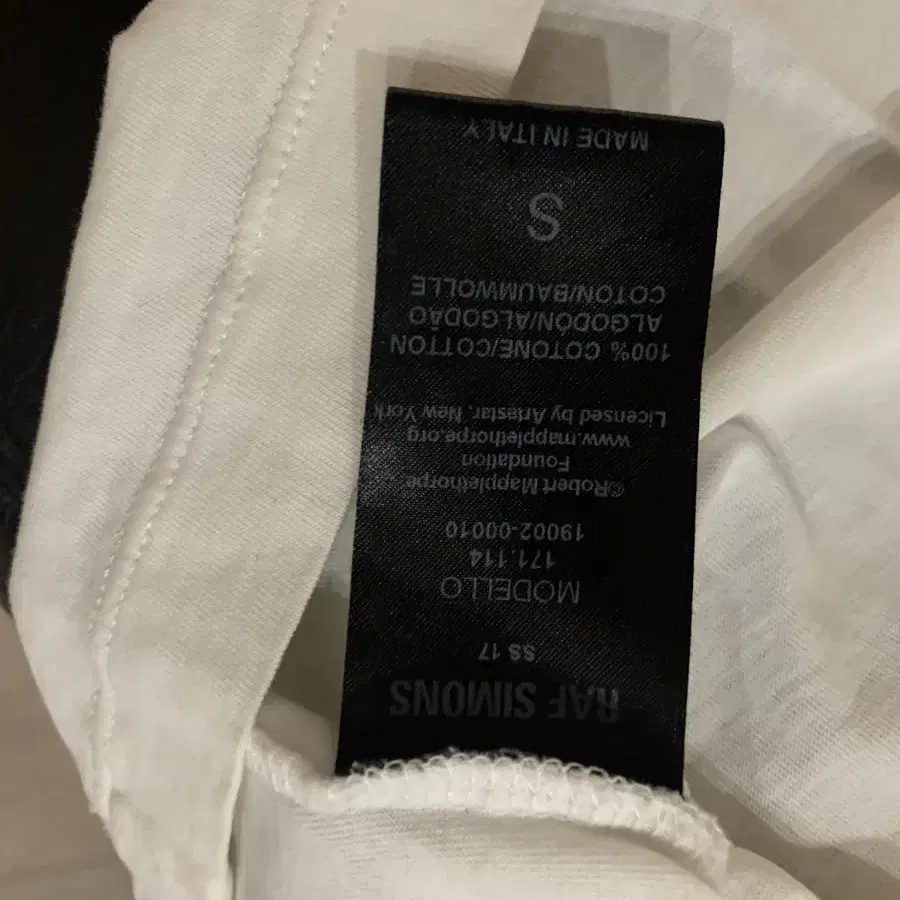 RAF SIMONS
SS 17
MODELLO
171.114
19002-00010
©Robert Mapplethorpe
Foundation
www.mapplethorpe.org
Licensed by Artestar, New York
100% COTONE/COTTON
ALGODÓN/ALGODÃO
COTON/BAUMWOLLE
S
MADE IN ITALY